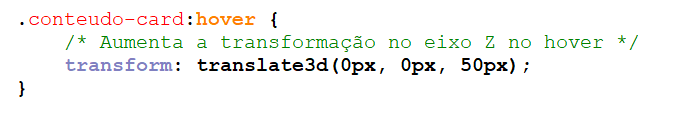 .conteudo-card:hover {
/* Aumenta a transformação no eixo Z no hover */
transform: translate3d(0px, 0px, 50px);
}